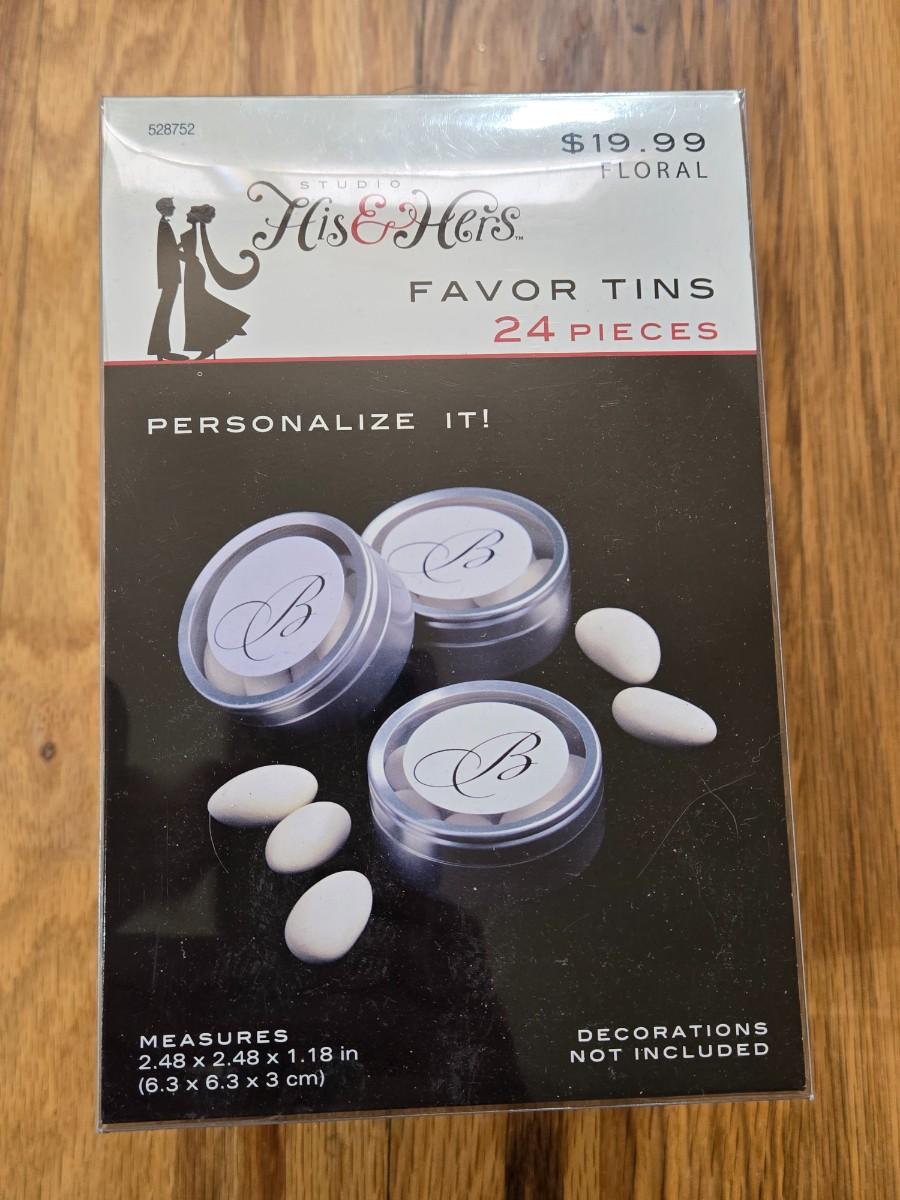 528752
$19.99
FLORAL
STUDIO
His & Hers™
FAVOR TINS
24 PIECES
PERSONALIZE IT!
B
B
B
MEASURES
2.48 x 2.48 x 1.18 in
(6.3 x 6.3 x 3 cm)
DECORATIONS
NOT INCLUDED